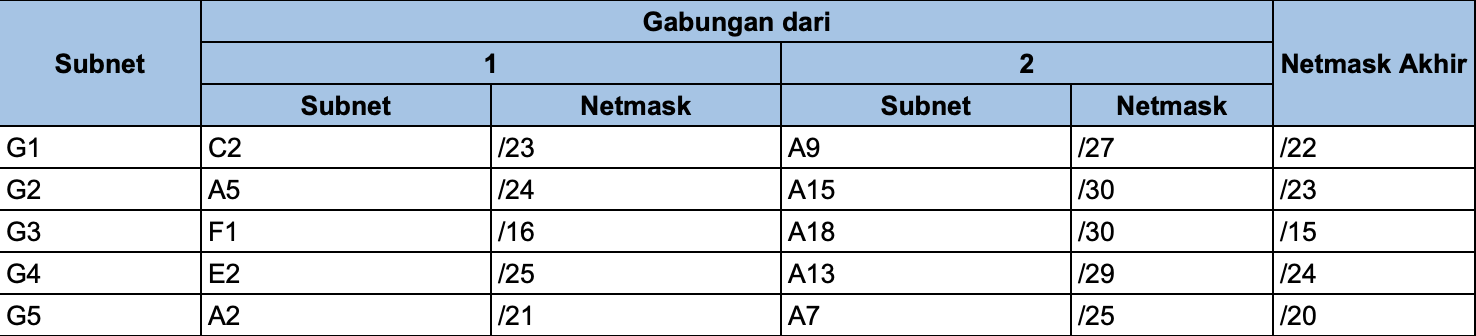 Subnet Gabungan dari Netmask Akhir
1 2
Subnet Netmask Subnet Netmask
G1 C2 /23 A9 /27 /22
G2 A5 /24 A15 /30 /23
G3 F1 /16 A18 /30 /15
G4 E2 /25 A13 /29 /24
G5 A2 /21 A7 /25 /20